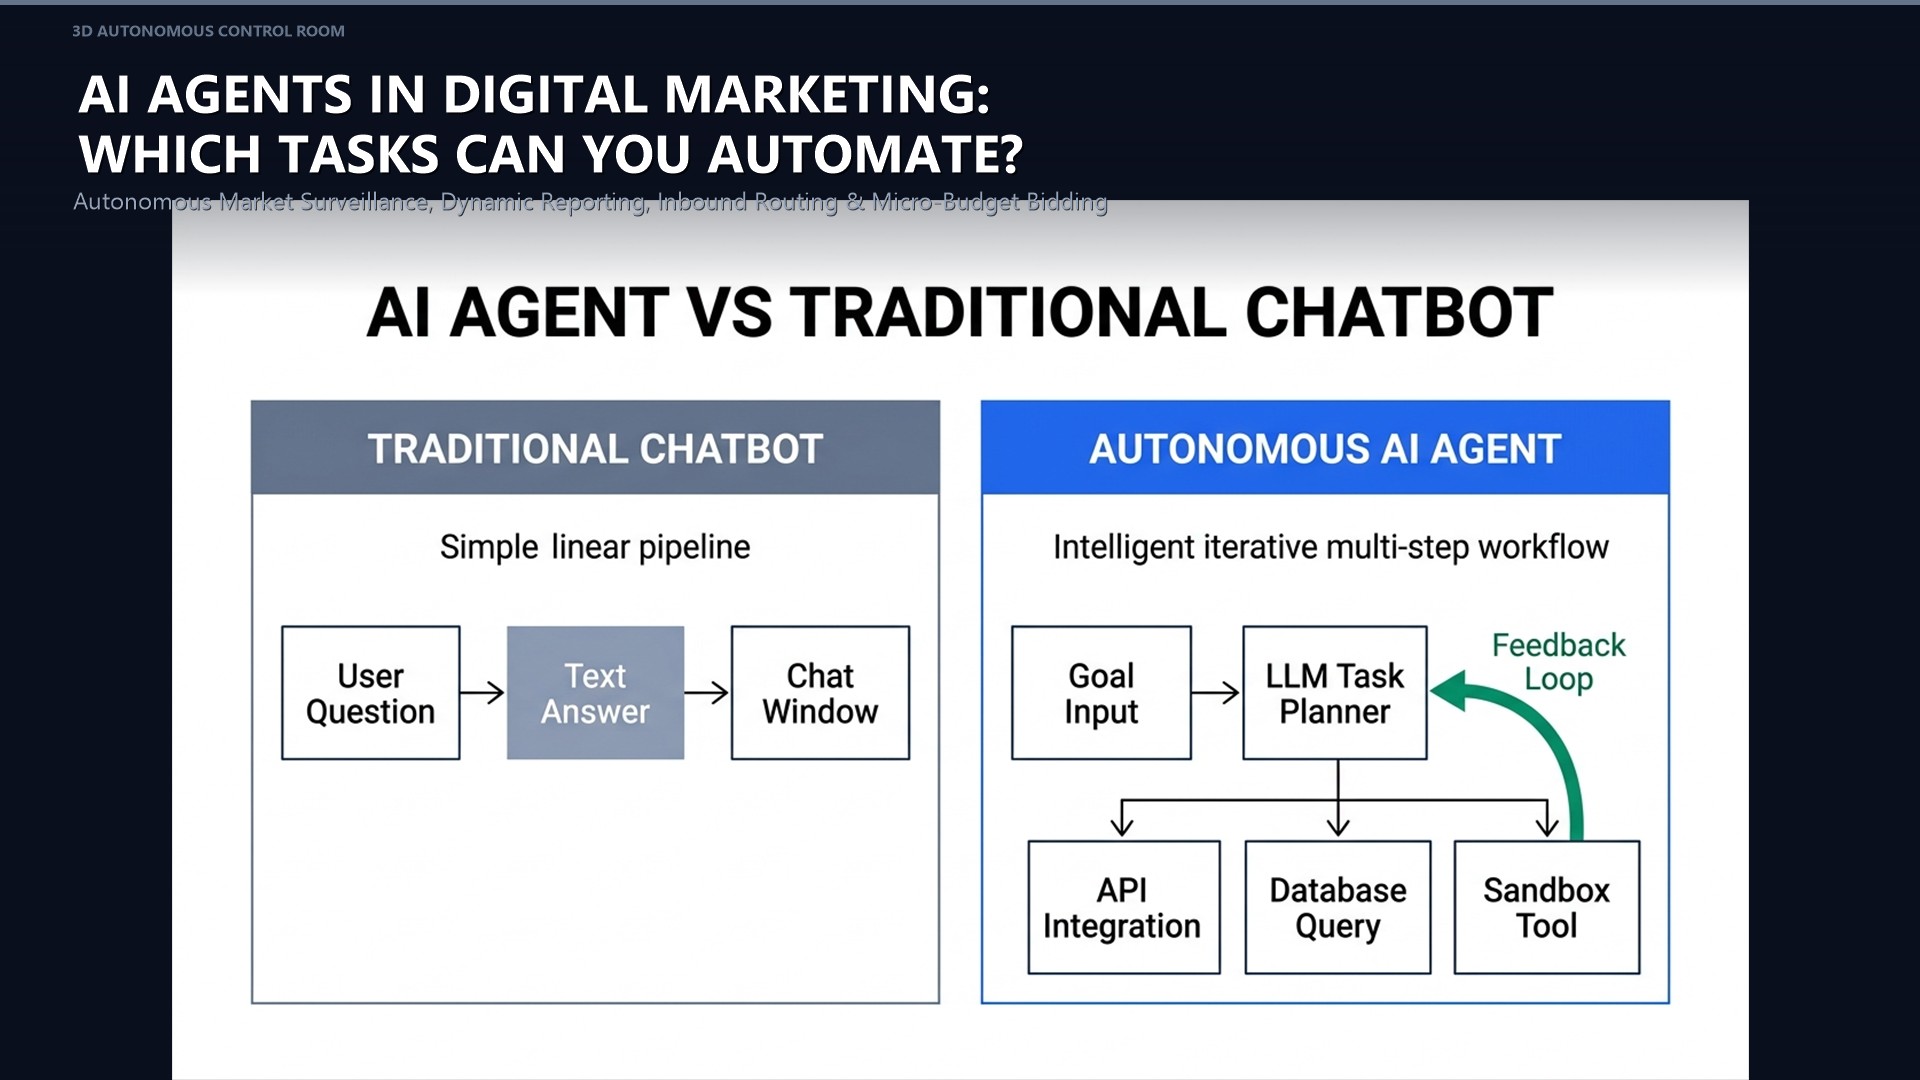 3D AUTONOMOUS CONTROL ROOM
AI AGENTS IN DIGITAL MARKETING:
WHICH TASKS CAN YOU AUTOMATE?
Autonomous Market Surveillance, Dynamic Reporting, Inbound Routing & Micro-Budget Bidding
AI AGENT VS TRADITIONAL CHATBOT
TRADITIONAL CHATBOT
Simple linear pipeline
User
Question
Text
Answer
Chat
Window
AUTONOMOUS AI AGENT
Intelligent iterative multi-step workflow
Goal
Input
LLM Task
Planner
Feedback
Loop
API
Integration
Database
Query
Sandbox
Tool